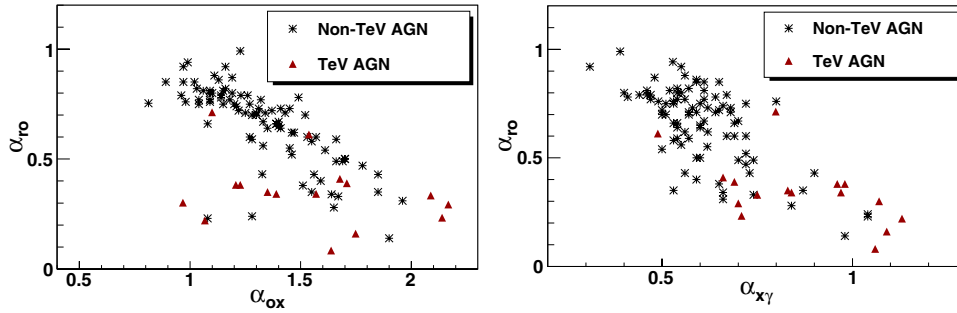 Non-TeV AGN
TeV AGN
1
0.5
0
α_ro
0.5 1 1.5 2
α_ox
Non-TeV AGN
TeV AGN
1
0.5
0
α_ro
0.5 1
α_xγ